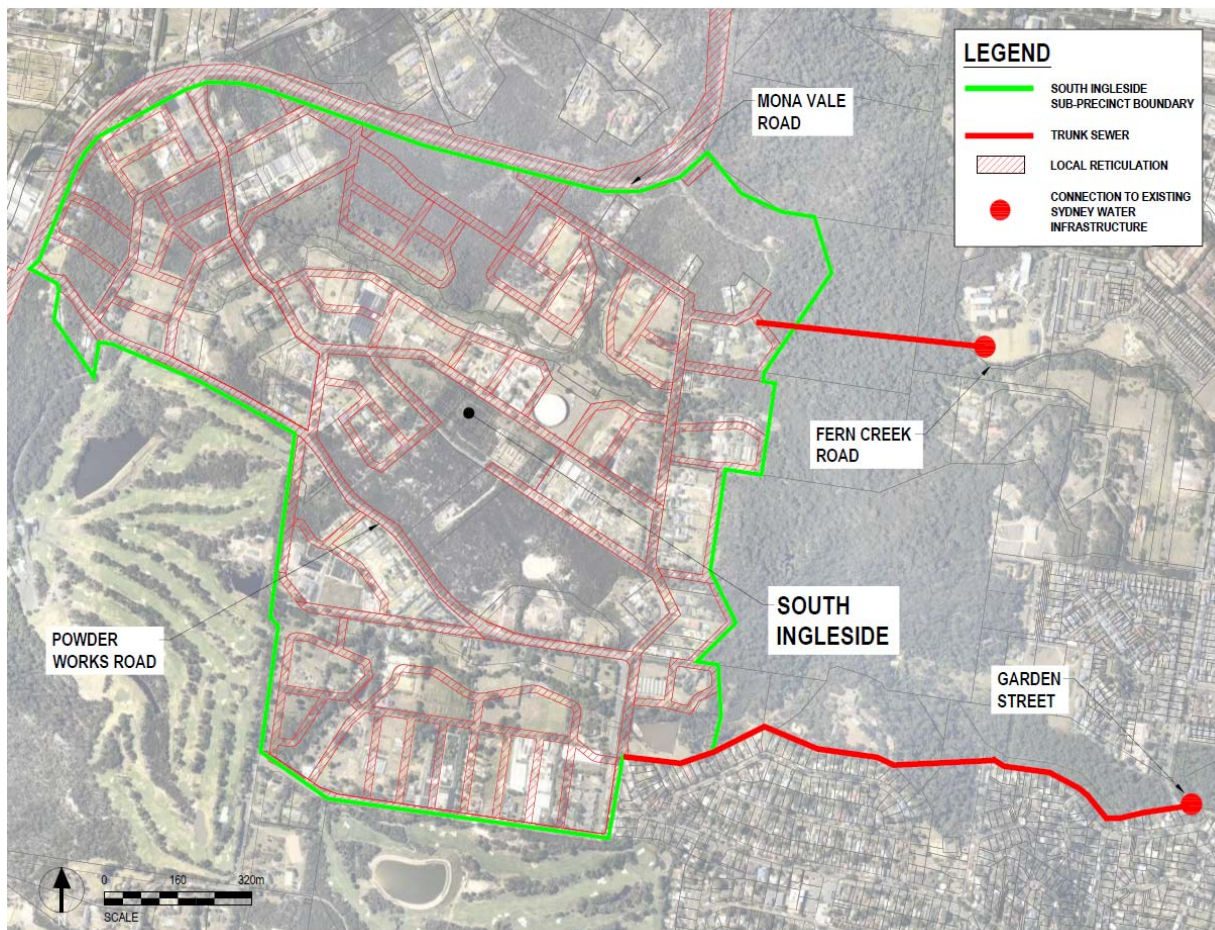 LEGEND
SOUTH INGLESIDE
SUB-PRECINCT BOUNDARY
TRUNK SEWER
LOCAL RETICULATION
CONNECTION TO EXISTING
SYDNEY WATER
INFRASTRUCTURE
MONA VALE
ROAD
FERN CREEK
ROAD
SOUTH
INGLESIDE
POWDER
WORKS ROAD
GARDEN
STREET
0 160 320m
SCALE